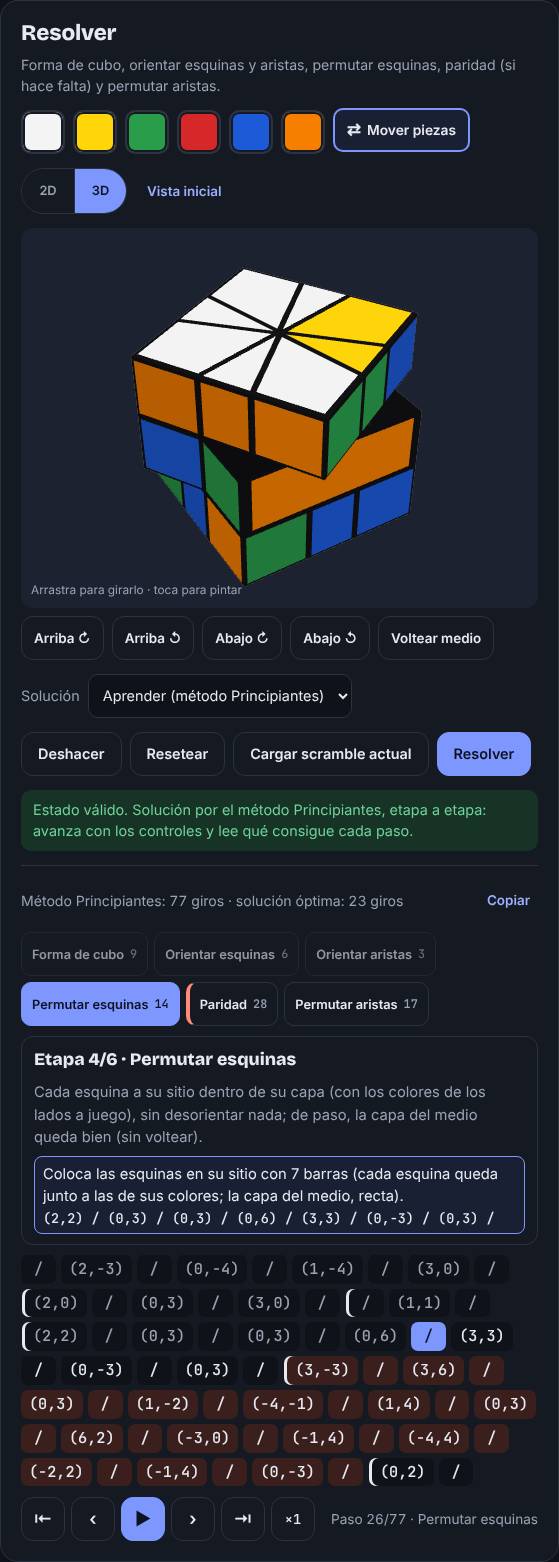 Resolver
Forma de cubo, orientar esquinas y aristas, permutar esquinas, paridad (si
hace falta) y permutar aristas.
⇄ Mover piezas
2D 3D Vista inicial
Arrastra para girarlo · toca para pintar
Arriba ↻ Arriba ↺ Abajo ↻ Abajo ↺ Voltear medio
Solución Aprender (método Principiantes)
Deshacer Resetear Cargar scramble actual Resolver
Estado válido. Solución por el método Principiantes, etapa a etapa:
avanza con los controles y lee qué consigue cada paso.
Método Principiantes: 77 giros · solución óptima: 23 giros Copiar
Forma de cubo 9 Orientar esquinas 6 Orientar aristas 3
Permutar esquinas 14 Paridad 28 Permutar aristas 17
Etapa 4/6 · Permutar esquinas
Cada esquina a su sitio dentro de su capa (con los colores de los
lados a juego), sin desorientar nada; de paso, la capa del medio
queda bien (sin voltear).
Coloca las esquinas en su sitio con 7 barras (cada esquina queda
junto a las de sus colores; la capa del medio, recta).
(2,2) / (0,3) / (0,3) / (0,6) / (3,3) / (0,-3) / (0,3) /
/ (2,-3) / (0,-4) / (1,-4) / (3,0) /
(2,0) / (0,3) / (3,0) / / (1,1) /
(2,2) / (0,3) / (0,3) / (0,6) / (3,3)
/ (0,-3) / (0,3) / (3,-3) / (3,6) /
(0,3) / (1,-2) / (-4,-1) / (1,4) / (0,3)
/ (6,2) / (-3,0) / (-1,4) / (-4,4) /
(-2,2) / (-1,4) / (0,-3) / (0,2) /
×1 Paso 26/77 · Permutar esquinas